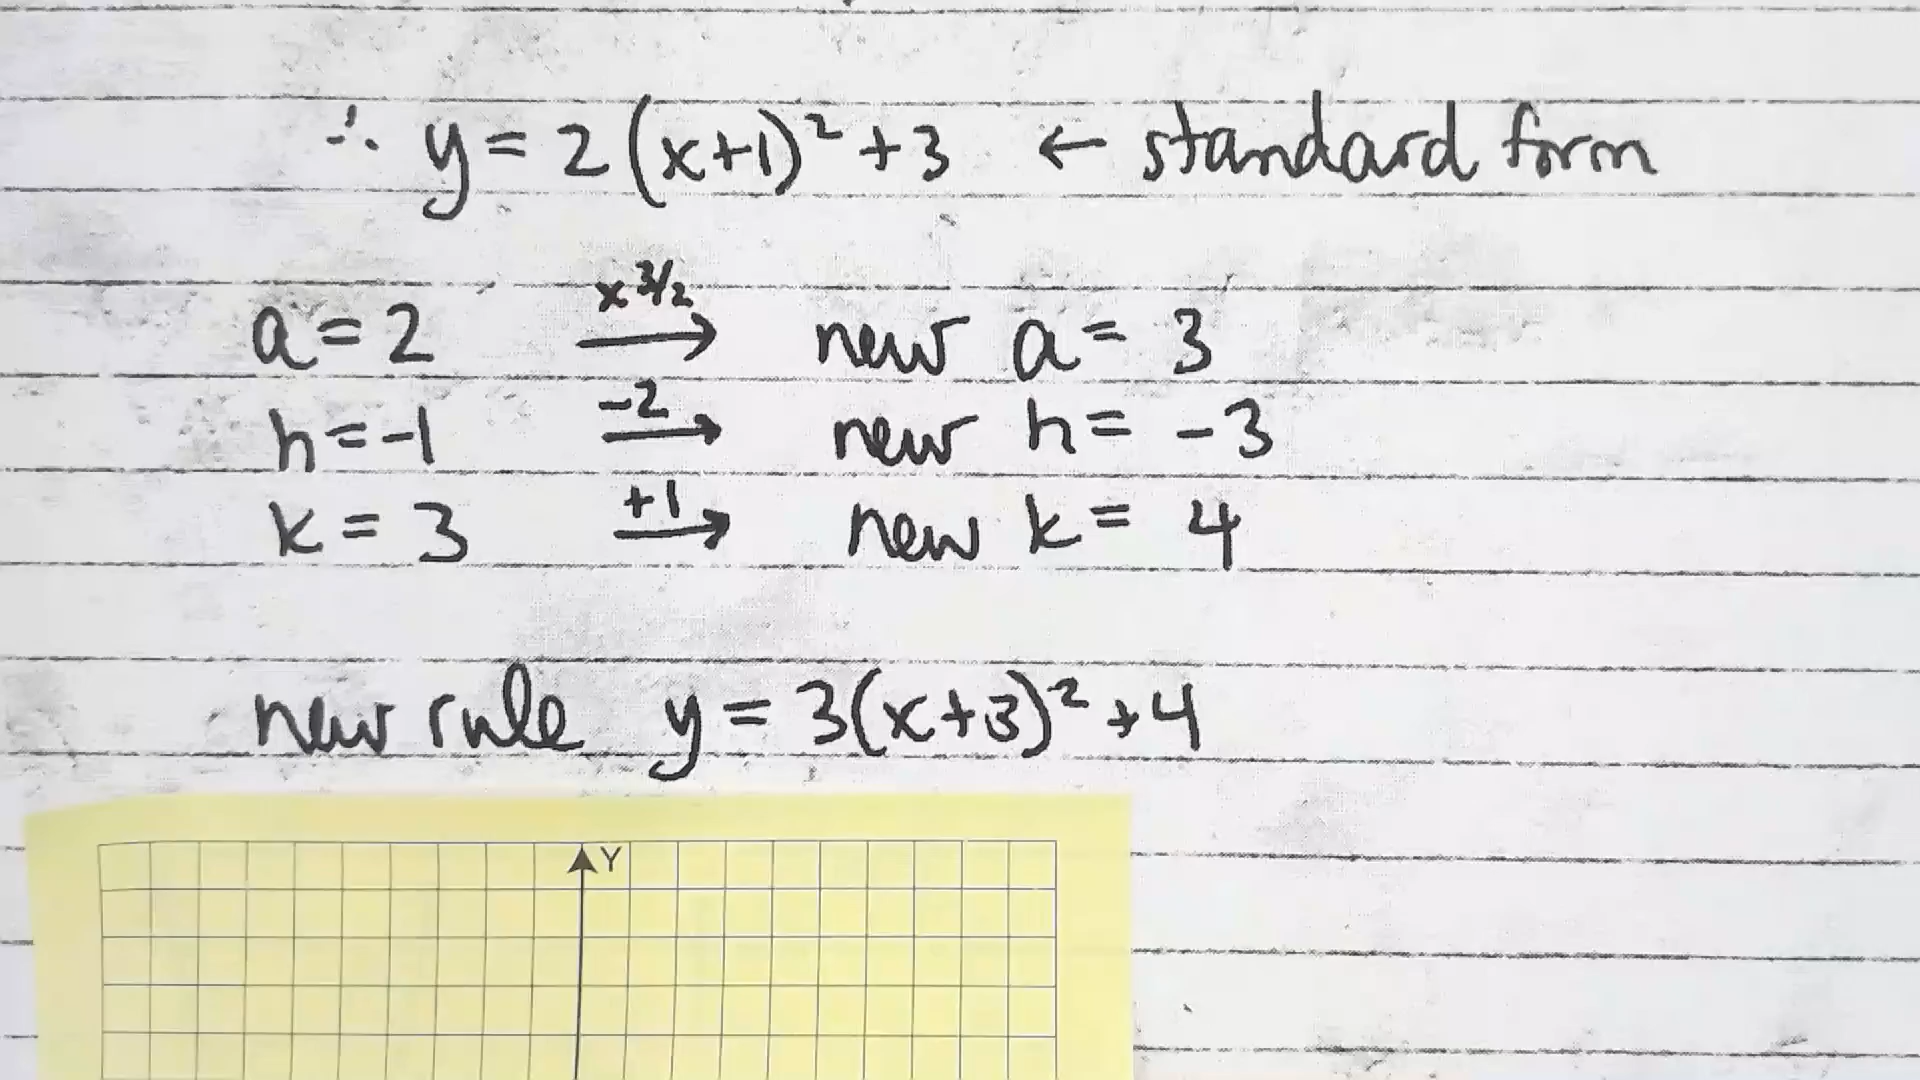 ∴ y = 2(x+1)² + 3 ← standard form
a = 2 ×3/2 → new a = 3
h = -1 -2 → new h = -3
k = 3 +1 → new k = 4
new rule y = 3(x+3)² + 4
Y